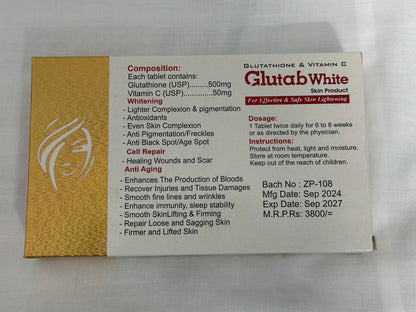 Composition:
Each tablet contains:
Glutathione (USP)..........500mg
Vitamin C (USP)...............50mg
Whitening
- Lighter Complexion & pigmentation
- Antioxidants
- Even Skin Complexion
- Anti Pigmentation/Freckles
- Anti Black Spot/Age Spot
Cell Repair
- Healing Wounds and Scar
Anti Aging
- Enhances The Production of Bloods
- Recover Injuries and Tissue Damages
- Smooth fine lines and wrinkles
- Enhance immunity, sleep stability
- Smooth SkinLifting & Firming
- Repair Loose and Sagging Skin
- Firmer and Lifted Skin
GLUTATHIONE & VITAMIN C
Glutab White
Skin Product
For Effective & Safe Skin Lightening
Dosage:
1 Tablet twice daily for 6 to 8 weeks
or as directed by the physician.
Instructions:
Protect from heat, light and moisture.
Store at room temperature.
Keep out of the reach of children.
Bach No : ZP-108
Mfg Date: Sep 2024
Exp Date: Sep 2027
M.R.P.Rs: 3800/=